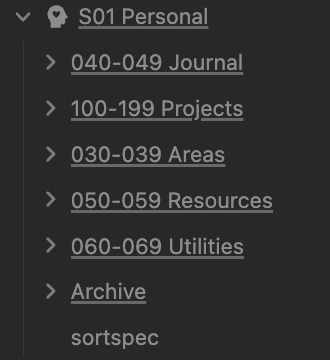 S01 Personal
040-049 Journal
100-199 Projects
030-039 Areas
050-059 Resources
060-069 Utilities
Archive
sortspec